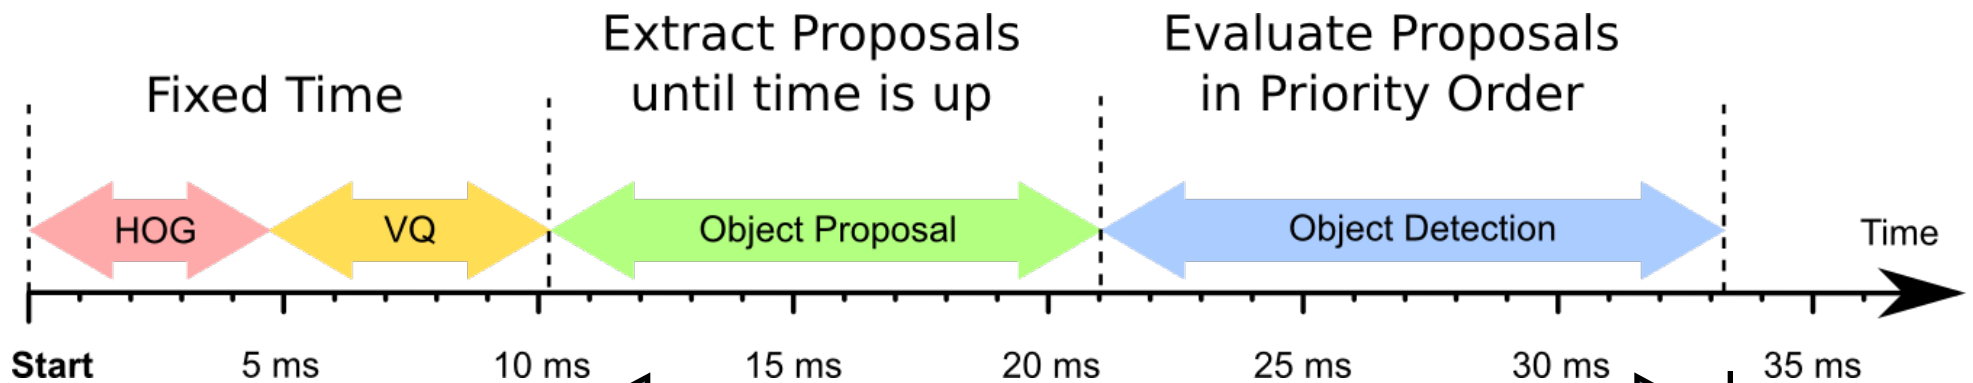 Fixed Time
Extract Proposals
until time is up
Evaluate Proposals
in Priority Order
HOG
VQ
Object Proposal
Object Detection
Time
Start
5 ms
10 ms
15 ms
20 ms
25 ms
30 ms
35 ms